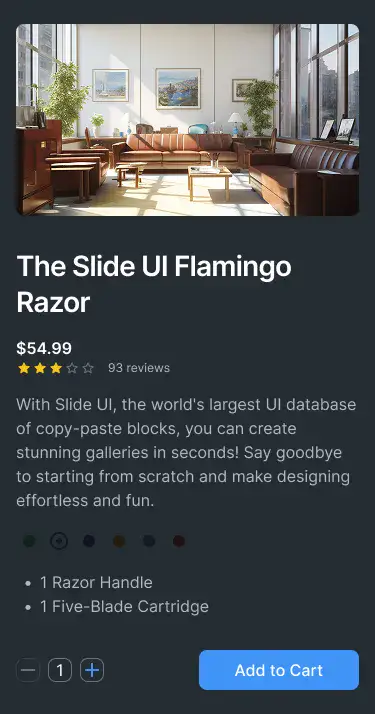 The Slide UI Flamingo
Razor
$54.99
93 reviews
With Slide UI, the world's largest UI database
of copy-paste blocks, you can create
stunning galleries in seconds! Say goodbye
to starting from scratch and make designing
effortless and fun.
• 1 Razor Handle
• 1 Five-Blade Cartridge
1
Add to Cart